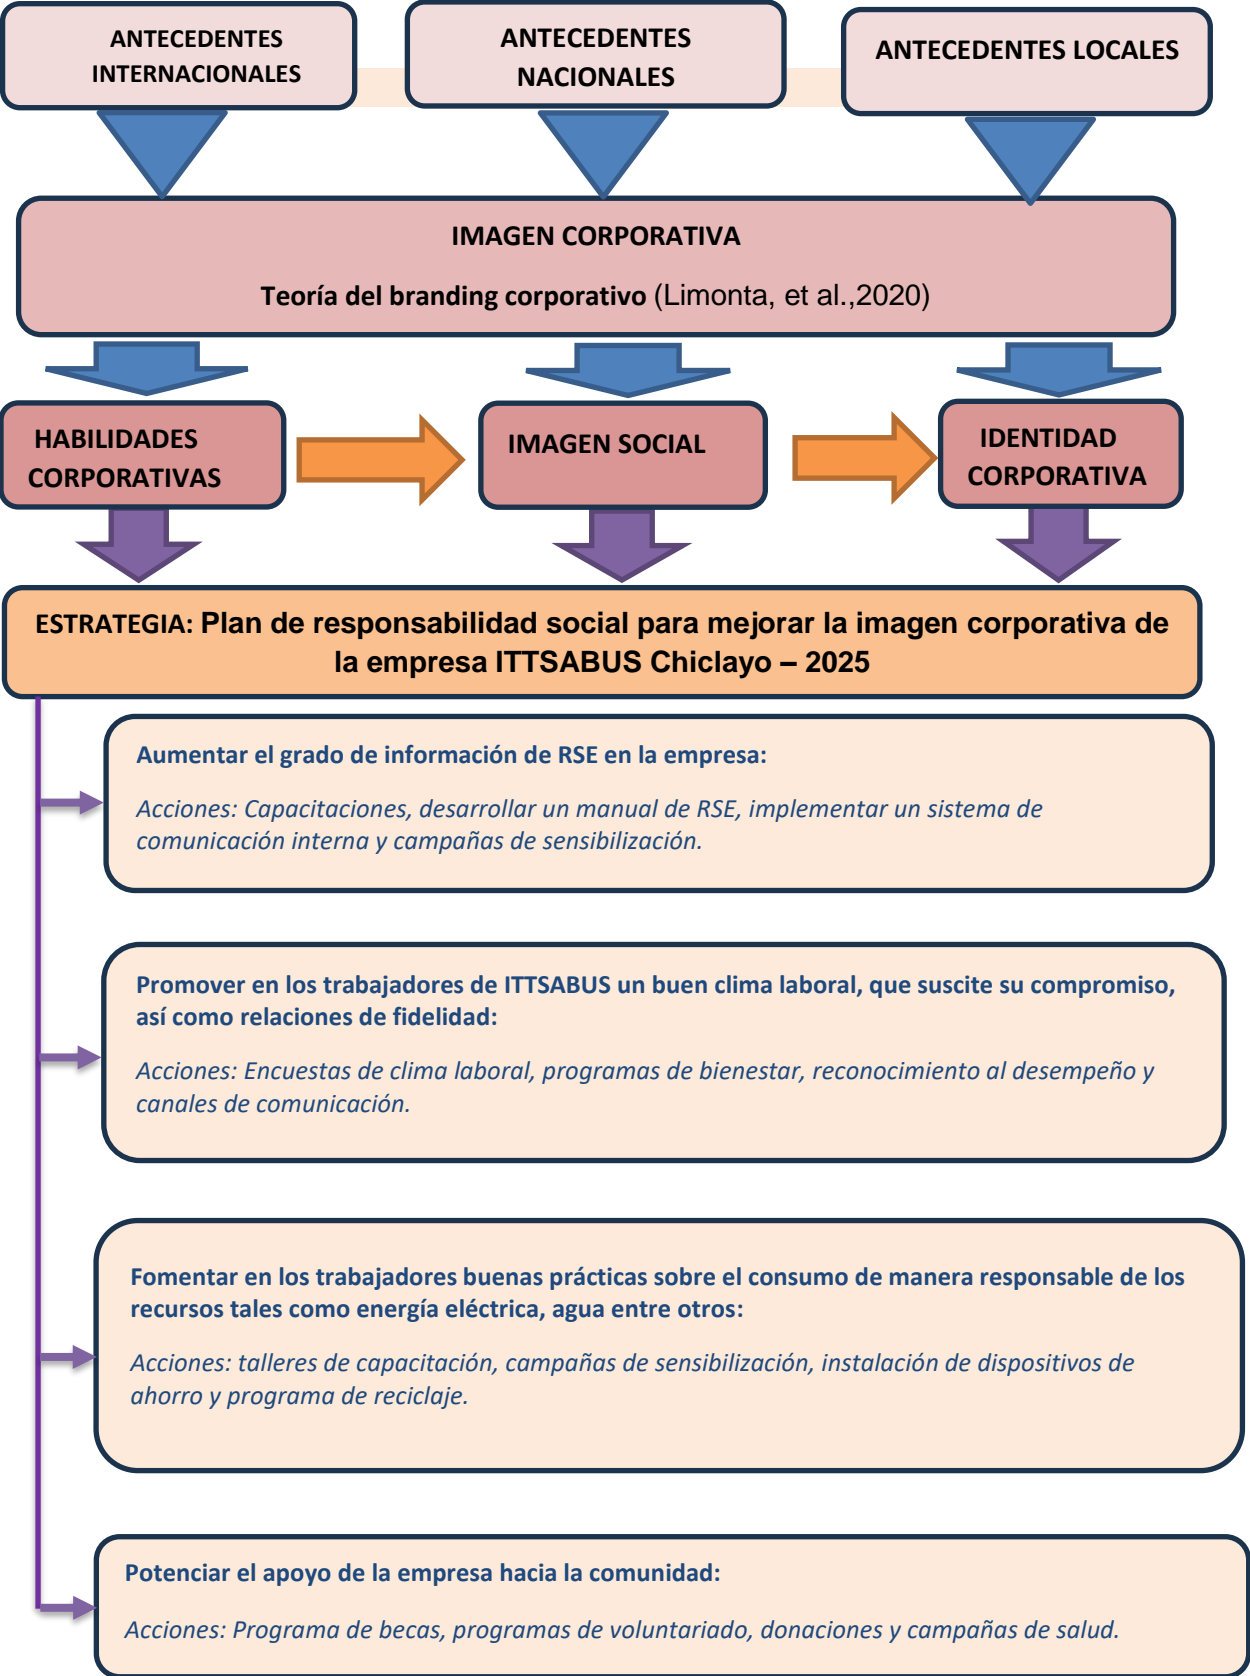 ANTECEDENTES
INTERNACIONALES
ANTECEDENTES
NACIONALES
ANTECEDENTES LOCALES
IMAGEN CORPORATIVA
Teoría del branding corporativo (Limonta, et al.,2020)
HABILIDADES
CORPORATIVAS
IMAGEN SOCIAL
IDENTIDAD
CORPORATIVA
ESTRATEGIA: Plan de responsabilidad social para mejorar la imagen corporativa de
la empresa ITTSABUS Chiclayo – 2025
Aumentar el grado de información de RSE en la empresa:
Acciones: Capacitaciones, desarrollar un manual de RSE, implementar un sistema de
comunicación interna y campañas de sensibilización.
Promover en los trabajadores de ITTSABUS un buen clima laboral, que suscite su compromiso,
así como relaciones de fidelidad:
Acciones: Encuestas de clima laboral, programas de bienestar, reconocimiento al desempeño y
canales de comunicación.
Fomentar en los trabajadores buenas prácticas sobre el consumo de manera responsable de los
recursos tales como energía eléctrica, agua entre otros:
Acciones: talleres de capacitación, campañas de sensibilización, instalación de dispositivos de
ahorro y programa de reciclaje.
Potenciar el apoyo de la empresa hacia la comunidad:
Acciones: Programa de becas, programas de voluntariado, donaciones y campañas de salud.